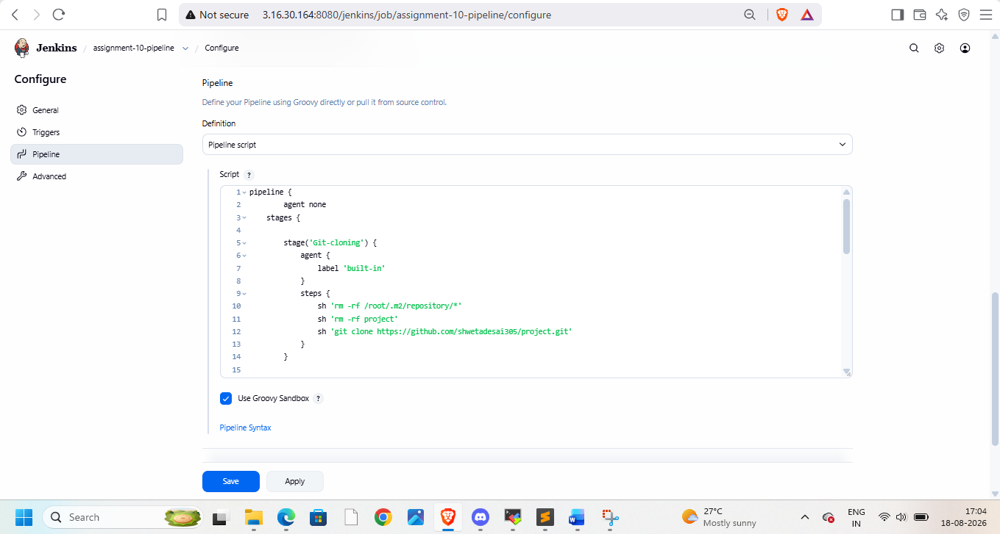 Not secure 3.16.30.164:8080/jenkins/job/assignment-10-pipeline/configure
Jenkins / assignment-10-pipeline / Configure
Configure
General
Triggers
Pipeline
Advanced
Pipeline
Define your Pipeline using Groovy directly or pull it from source control.
Definition
Pipeline script
Script ?
1 pipeline {
2         agent none
3     stages {
4
5         stage('Git-cloning') {
6             agent {
7                 label 'built-in'
8             }
9             steps {
10                 sh 'rm -rf /root/.m2/repository/*'
11                 sh 'rm -rf project'
12                 sh 'git clone https://github.com/shwetadesai305/project.git'
13             }
14         }
15
Use Groovy Sandbox ?
Pipeline Syntax
Save Apply
Search
27°C
Mostly sunny
ENG
IN
17:04
18-08-2026